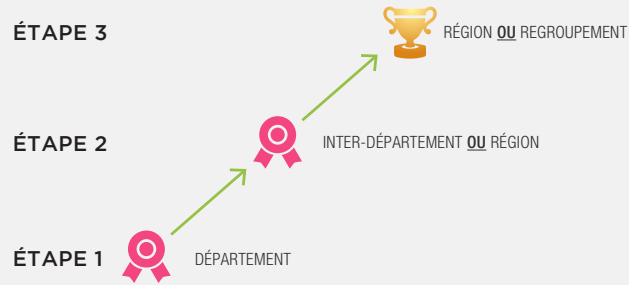 ÉTAPE 3
RÉGION OU REGROUPEMENT
ÉTAPE 2
INTER-DÉPARTEMENT OU RÉGION
ÉTAPE 1
DÉPARTEMENT